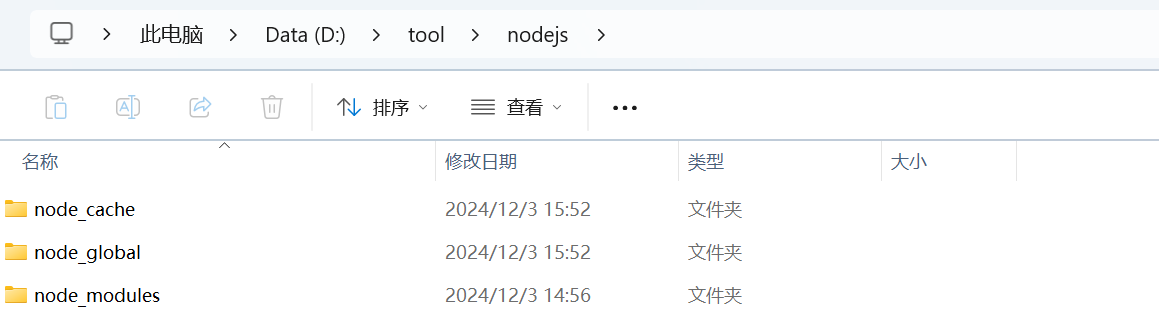 此电脑 > Data (D:) > tool > nodejs >
排序 查看
名称 修改日期 类型 大小
node_cache 2024/12/3 15:52 文件夹
node_global 2024/12/3 15:52 文件夹
node_modules 2024/12/3 14:56 文件夹